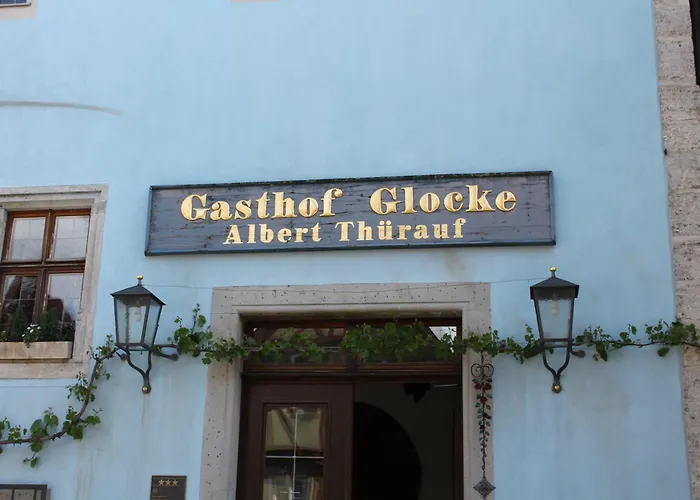 Gasthof Glocke
Albert Thürauf